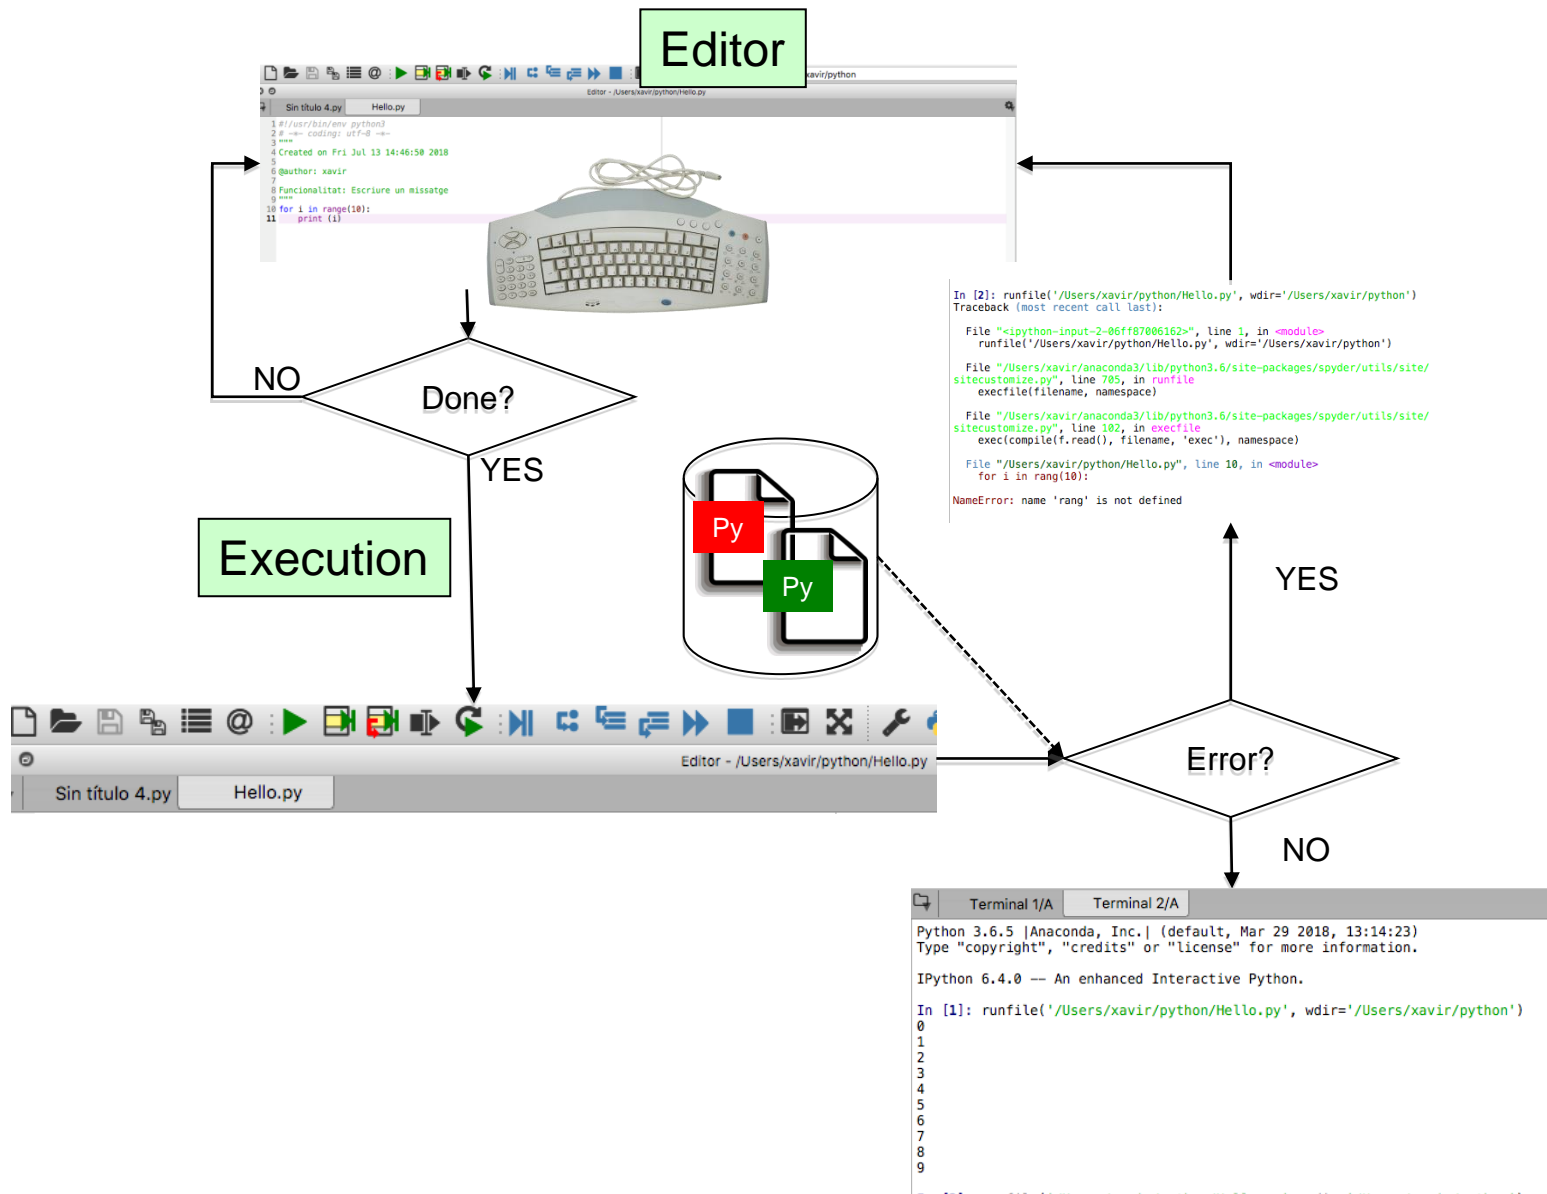 Editor
xavir/python
Editor - /Users/xavir/python/Hello.py
Sin título 4.py Hello.py
1 #!/usr/bin/env python3
2 # -*- coding: utf-8 -*-
3 """
4 Created on Fri Jul 13 14:46:50 2018
5
6 @author: xavir
7
8 Funcionalitat: Escriure un missatge
9 """
10 for i in range(10):
11 print (i)
In [2]: runfile('/Users/xavir/python/Hello.py', wdir='/Users/xavir/python')
Traceback (most recent call last):
File "<ipython-input-2-06ff87006162>", line 1, in <module>
runfile('/Users/xavir/python/Hello.py', wdir='/Users/xavir/python')
File "/Users/xavir/anaconda3/lib/python3.6/site-packages/spyder/utils/site/
sitecustomize.py", line 705, in runfile
execfile(filename, namespace)
File "/Users/xavir/anaconda3/lib/python3.6/site-packages/spyder/utils/site/
sitecustomize.py", line 102, in execfile
exec(compile(f.read(), filename, 'exec'), namespace)
File "/Users/xavir/python/Hello.py", line 10, in <module>
for i in rang(10):
NameError: name 'rang' is not defined
NO
Done?
YES
Execution
Py
Py
YES
Editor - /Users/xavir/python/Hello.py
Sin título 4.py Hello.py
Error?
NO
Terminal 1/A Terminal 2/A
Python 3.6.5 |Anaconda, Inc.| (default, Mar 29 2018, 13:14:23)
Type "copyright", "credits" or "license" for more information.
IPython 6.4.0 -- An enhanced Interactive Python.
In [1]: runfile('/Users/xavir/python/Hello.py', wdir='/Users/xavir/python')
0
1
2
3
4
5
6
7
8
9